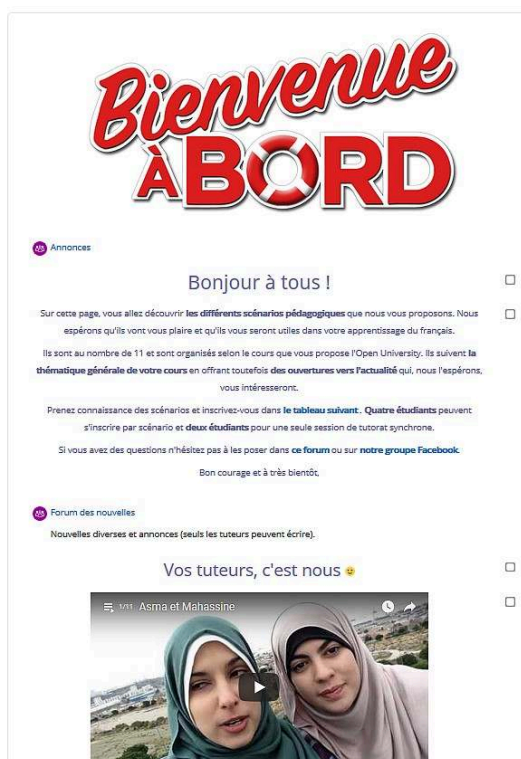 Bienvenue
À BORD
Annonces
Bonjour à tous !
Sur cette page, vous allez découvrir les différents scénarios pédagogiques que nous vous proposons. Nous
espérons qu'ils vont vous plaire et qu'ils vous seront utiles dans votre apprentissage du français.
Ils sont au nombre de 11 et sont organisés selon le cours que vous propose l'Open University. Ils suivent la
thématique générale de votre cours en offrant toutefois des ouvertures vers l'actualité qui, nous l'espérons,
vous intéresseront.
Prenez connaissance des scénarios et inscrivez-vous dans le tableau suivant. Quatre étudiants peuvent
s'inscrire par scénario et deux étudiants pour une seule session de tutorat synchrone.
Si vous avez des questions n'hésitez pas à les poser dans ce forum ou sur notre groupe Facebook.
Bon courage et à très bientôt,
Forum des nouvelles
Nouvelles diverses et annonces (seuls les tuteurs peuvent écrire).
Vos tuteurs, c'est nous
1/11 Asma et Mahassine